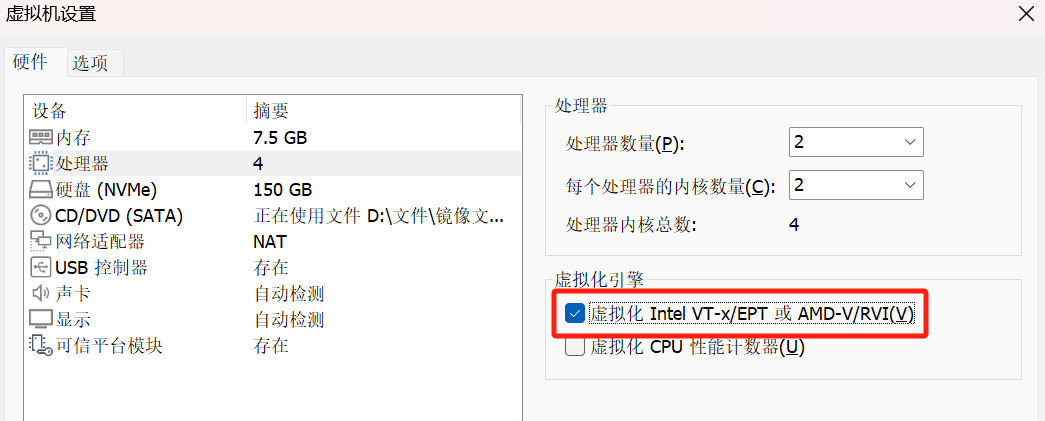 虚拟机设置
硬件 选项
设备 摘要
内存 7.5 GB
处理器 4
硬盘 (NVMe) 150 GB
CD/DVD (SATA) 正在使用文件 D:\文件\镜像文...
网络适配器 NAT
USB 控制器 存在
声卡 自动检测
显示 自动检测
可信平台模块 存在
处理器
处理器数量(P): 2
每个处理器的内核数量(C): 2
处理器内核总数: 4
虚拟化引擎
虚拟化 Intel VT-x/EPT 或 AMD-V/RVI(V)
虚拟化 CPU 性能计数器(U)